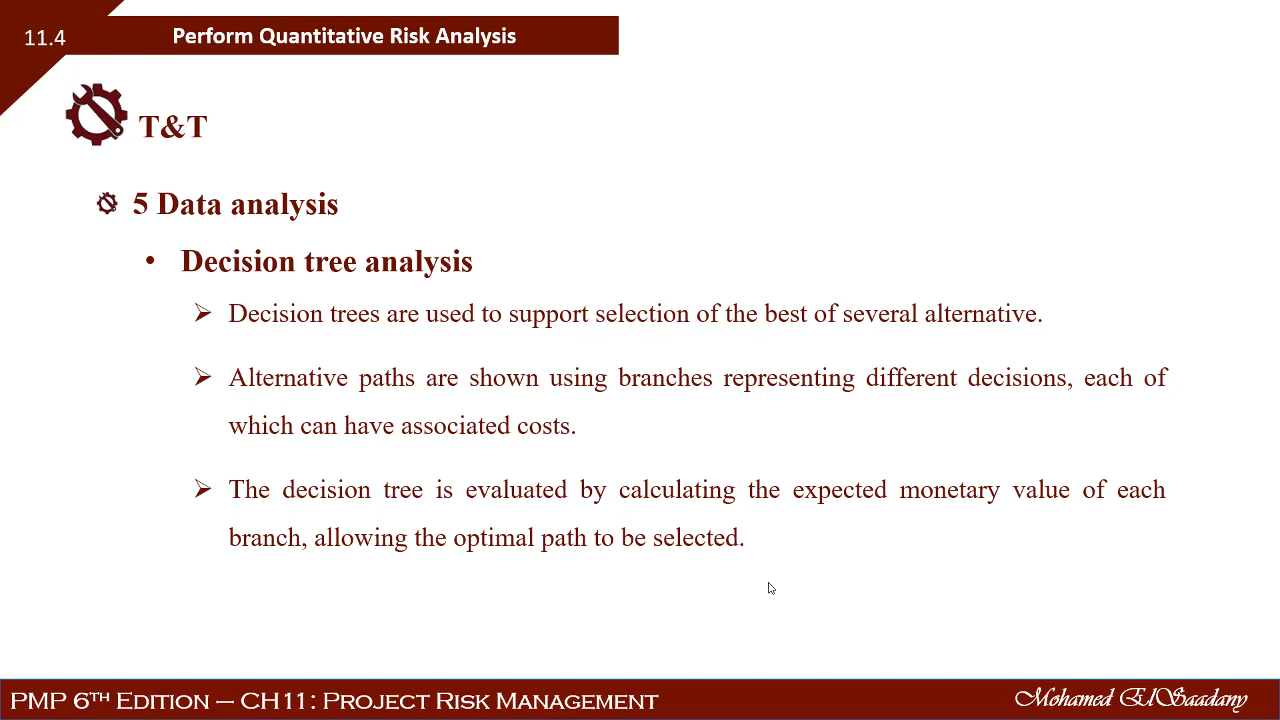 11.4
Perform Quantitative Risk Analysis
T&T
5 Data analysis
• Decision tree analysis
➢ Decision trees are used to support selection of the best of several alternative.
➢ Alternative paths are shown using branches representing different decisions, each of
which can have associated costs.
➢ The decision tree is evaluated by calculating the expected monetary value of each
branch, allowing the optimal path to be selected.
PMP 6TH Edition – CH11: Project Risk Management
Mohamed ElSaadany